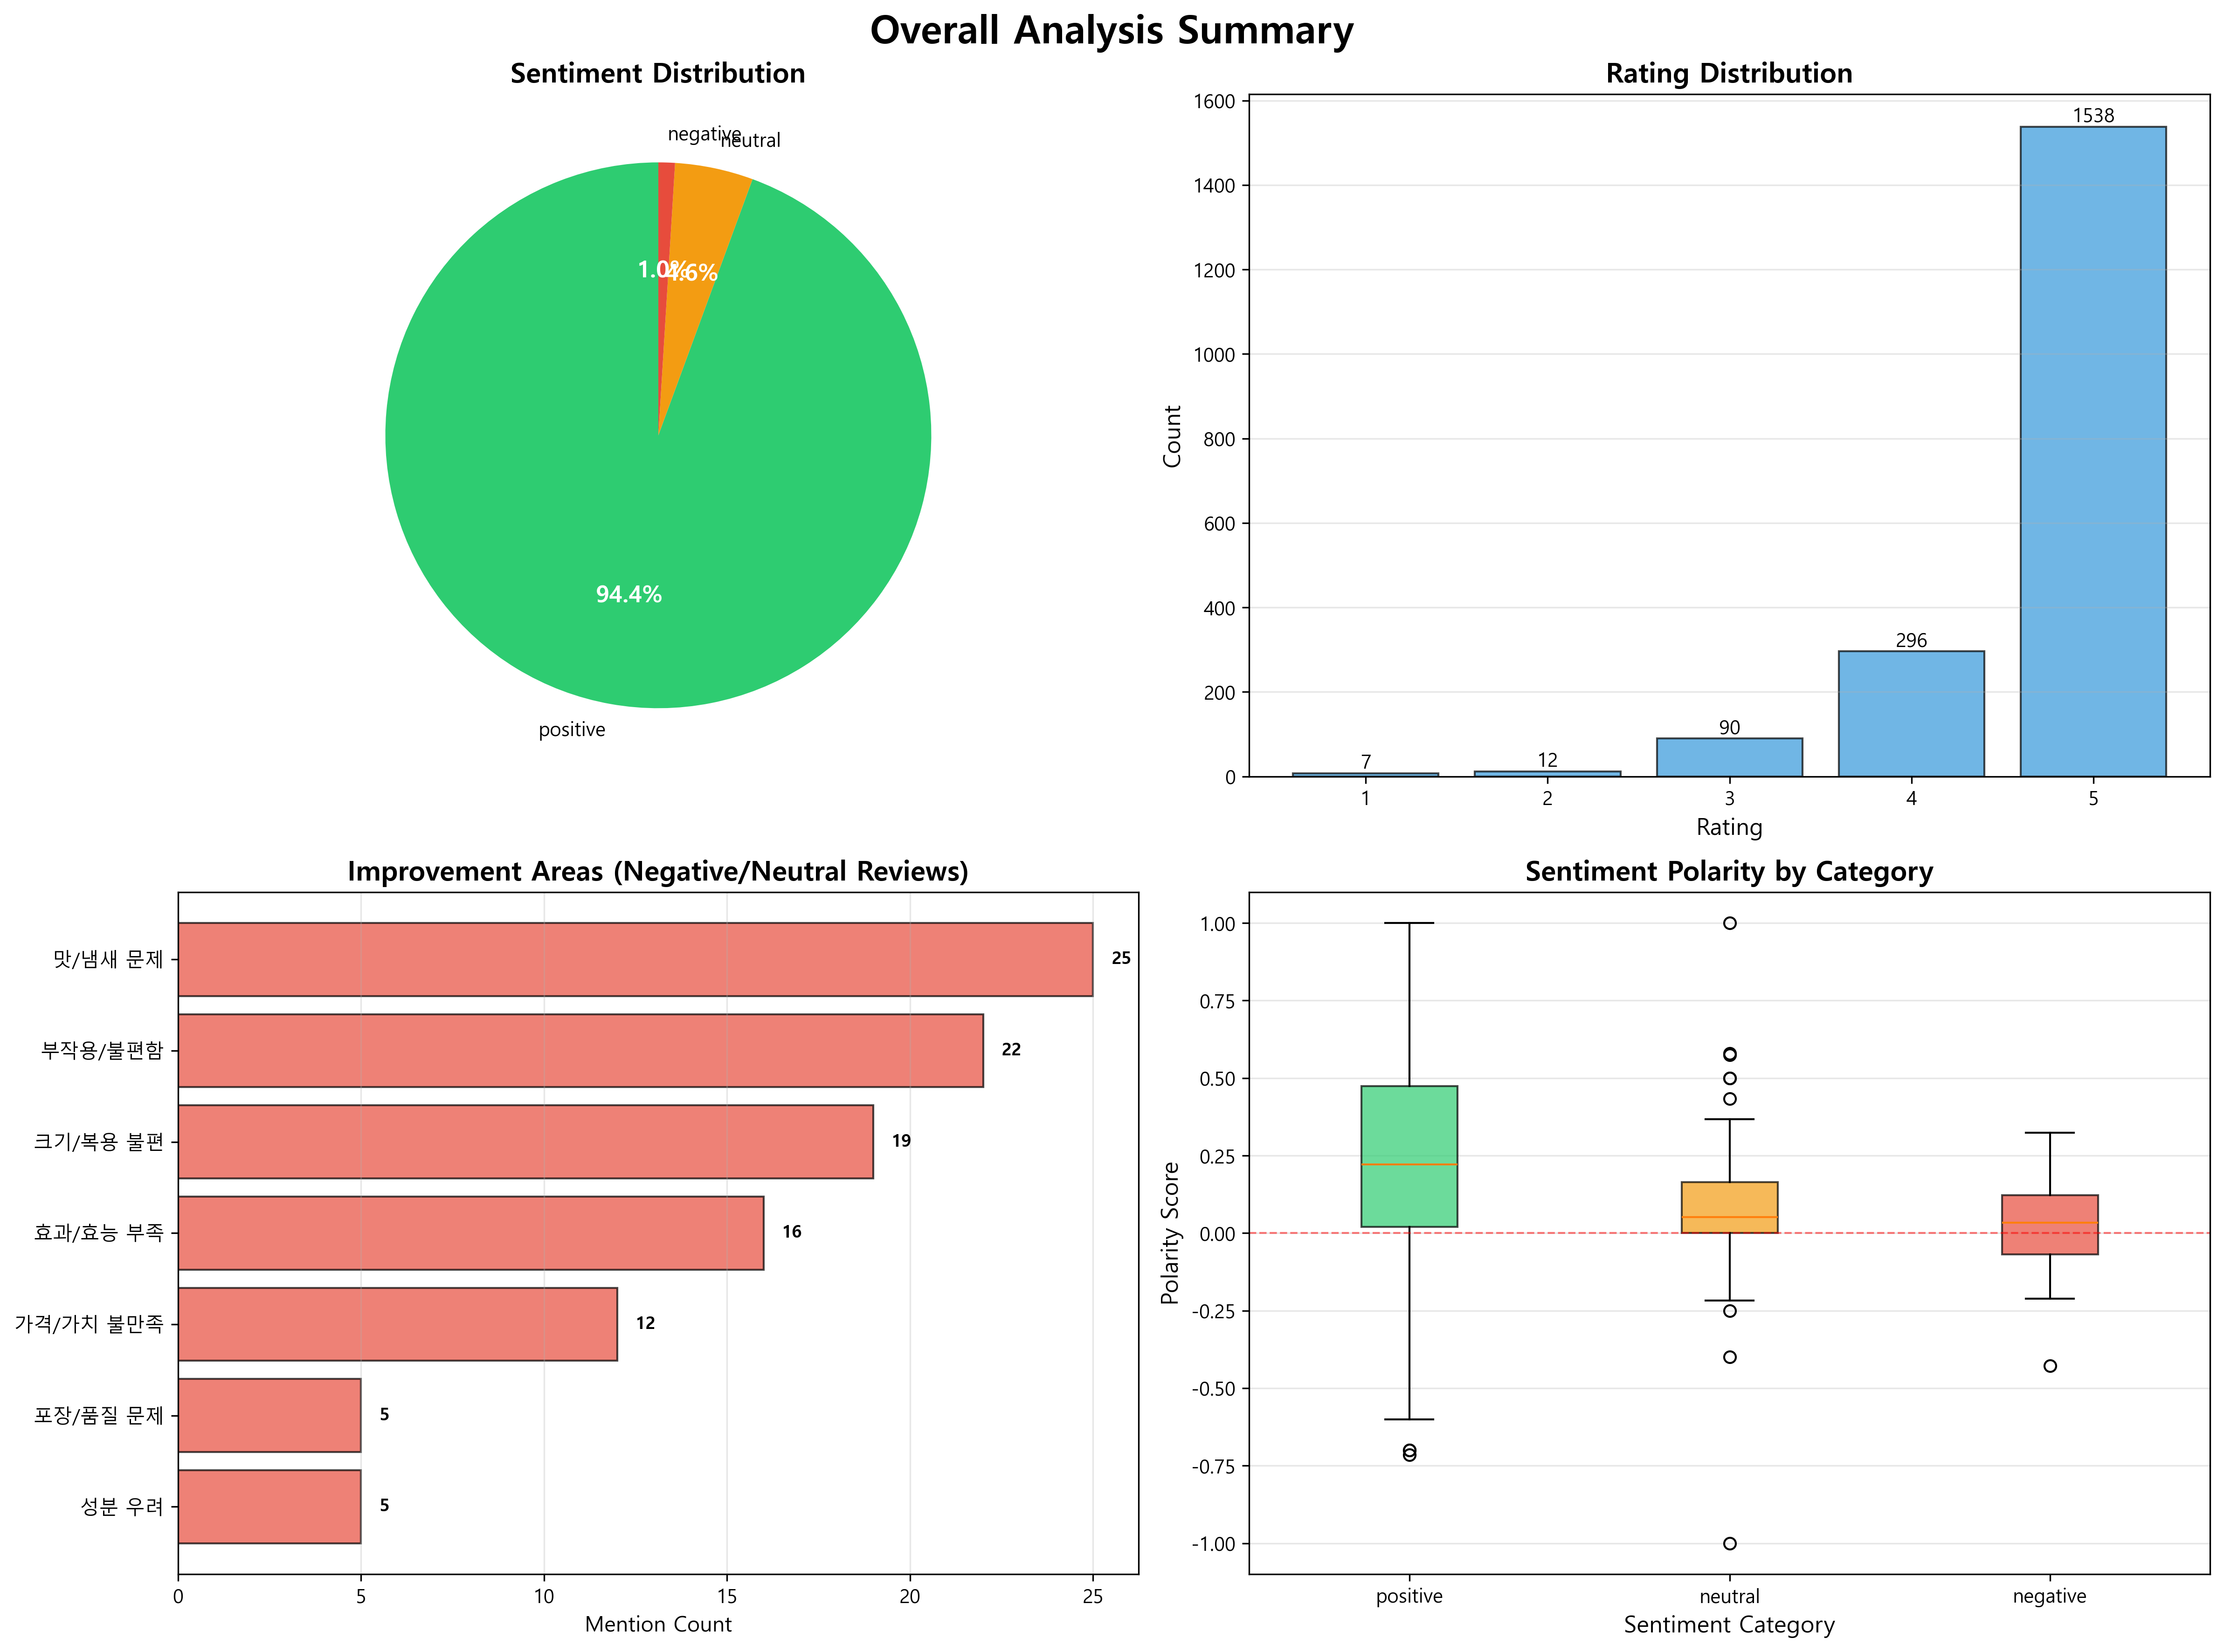 Overall Analysis Summary
Sentiment Distribution
negative
neutral
1.0%
4.6%
94.4%
positive
Rating Distribution
1600
1400
1200
1000
800
600
400
200
0
Count
1538
296
90
12
7
1
2
3
4
5
Rating
Improvement Areas (Negative/Neutral Reviews)
맛/냄새 문제
25
부작용/불편함
22
크기/복용 불편
19
효과/효능 부족
16
가격/가치 불만족
12
포장/품질 문제
5
성분 우려
5
0
5
10
15
20
25
Mention Count
Sentiment Polarity by Category
1.00
0.75
0.50
0.25
0.00
-0.25
-0.50
-0.75
-1.00
Polarity Score
positive
neutral
negative
Sentiment Category